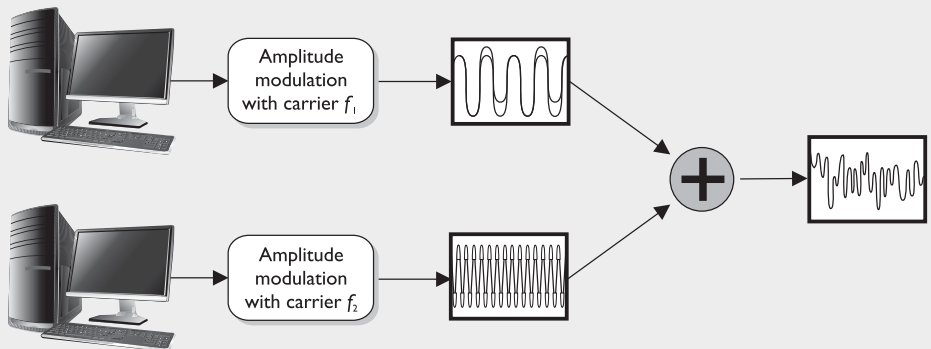 Amplitude
modulation
with carrier f₁
+
Amplitude
modulation
with carrier f₂